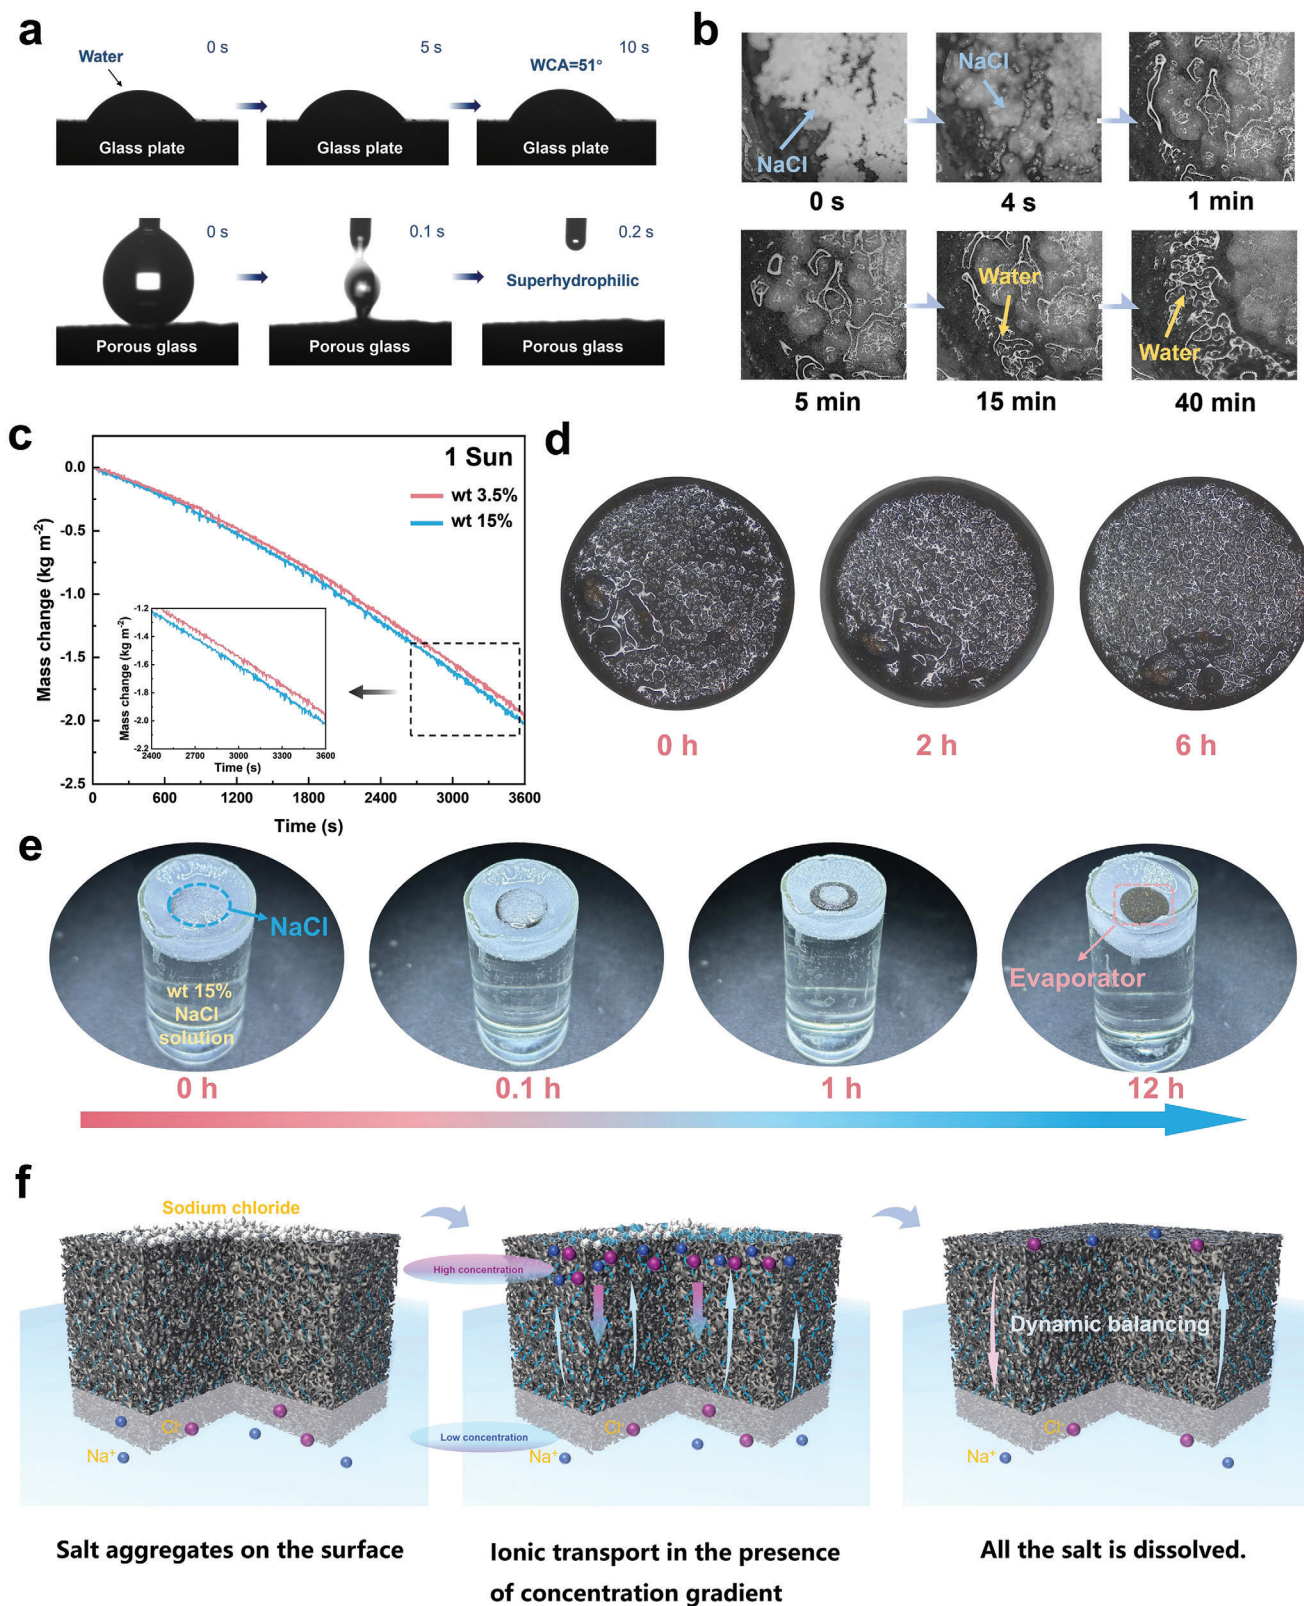 a
Water
0 s
5 s
10 s
WCA=51°
Glass plate
Glass plate
Glass plate
0 s
0.1 s
0.2 s
Superhydrophilic
Porous glass
Porous glass
Porous glass
b
NaCl
NaCl
0 s
4 s
1 min
Water
Water
5 min
15 min
40 min
c
1 Sun
wt 3.5%
wt 15%
Mass change (kg m⁻²)
0.0
-0.5
-1.0
-1.5
-2.0
-2.5
0
600
1200
1800
2400
3000
3600
Time (s)
Mass change (kg m⁻²)
-1.2
-1.4
-1.6
-1.8
-2.0
-2.2
2400
2700
3000
3300
3600
Time (s)
d
0 h
2 h
6 h
e
NaCl
wt 15%
NaCl
solution
Evaporator
0 h
0.1 h
1 h
12 h
f
Sodium chloride
High concentration
Low concentration
Dynamic balancing
Na⁺
Cl⁻
Na⁺
Cl⁻
Na⁺
Cl⁻
Salt aggregates on the surface
Ionic transport in the presence
of concentration gradient
All the salt is dissolved.